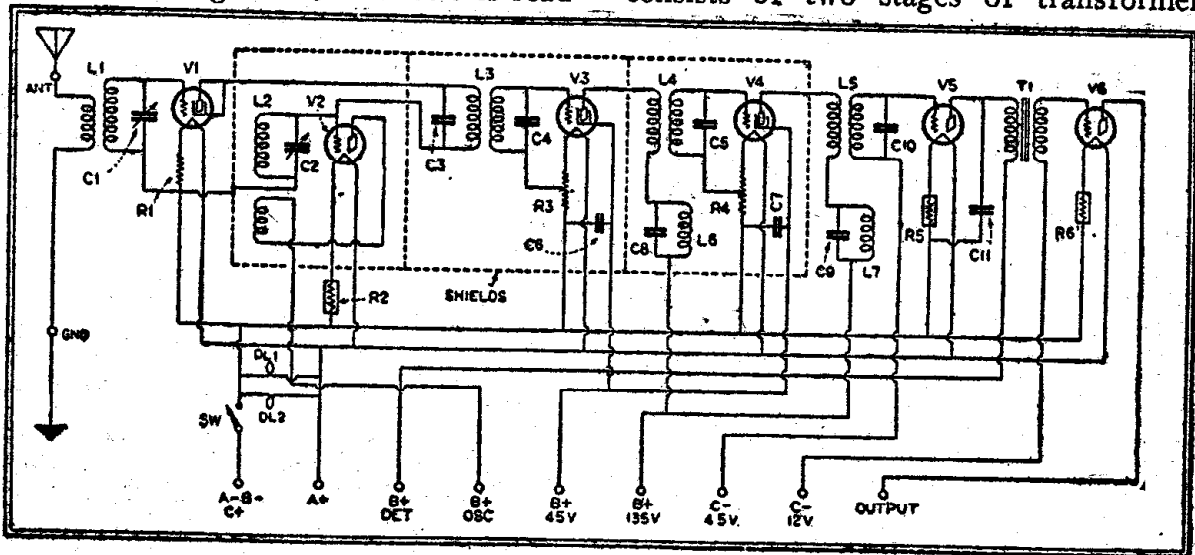 consists of two stages of transformer
L1 V1 L3 V3 L4 V4 L5 V5 T1 V6
ANT
L2 V2
C1 C2 C3 C4 C5 C10
R1 R3 R4 C7 R5 R6
C6 C8 L6 C9 L7 C11
R2 SHIELDS
GND
DL1
DL2
SW
A-B+ A+ B+ B+ B+ B+ C- C- OUTPUT
C+ DET OSC 45V 135V 4.5V. 12V.